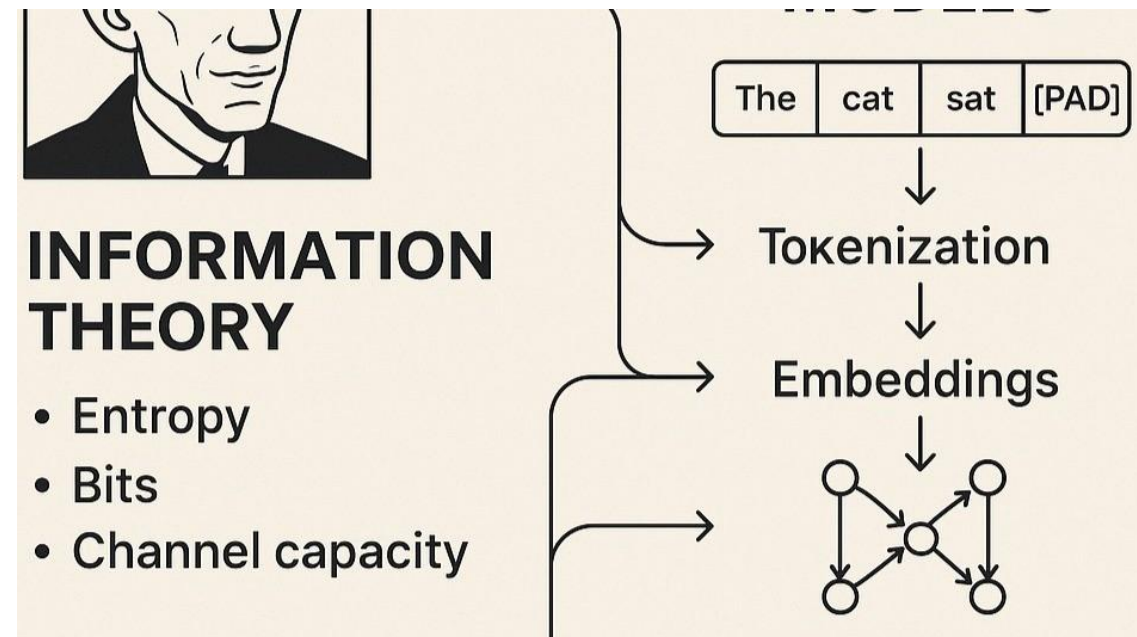 INFORMATION
THEORY
• Entropy
• Bits
• Channel capacity
The cat sat [PAD]
Tokenization
Embeddings